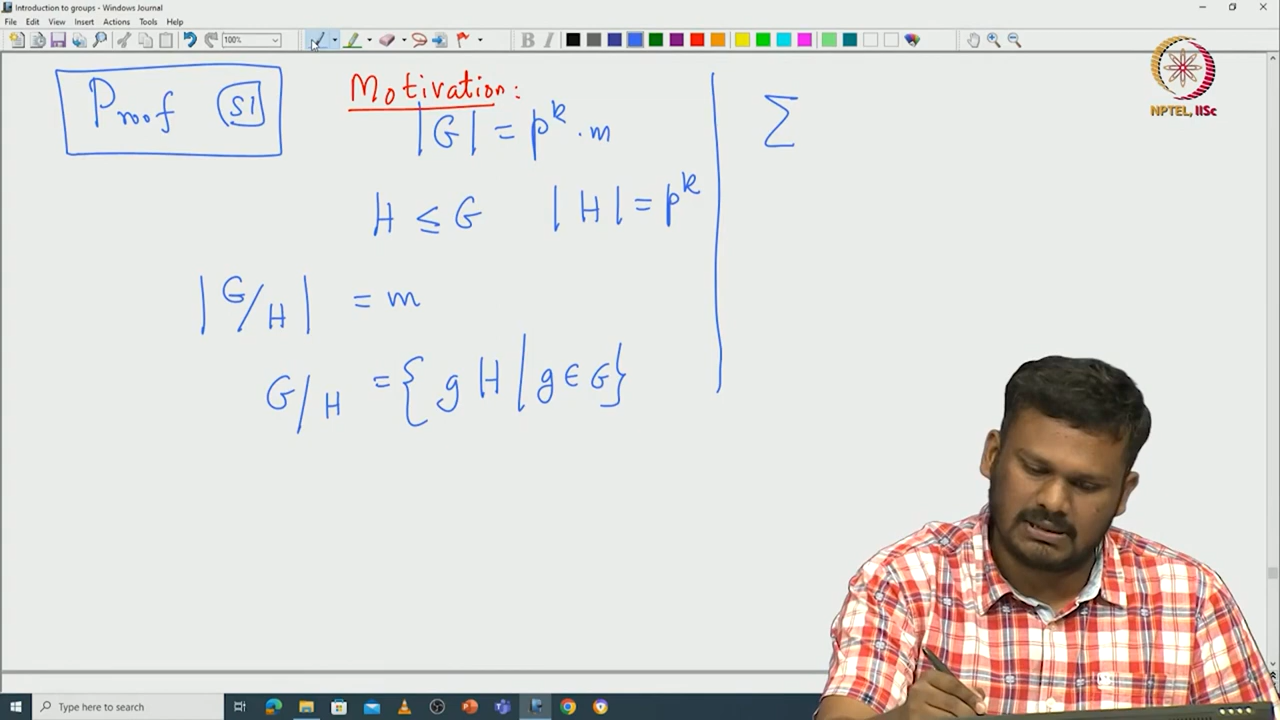 Introduction to groups - Windows Journal
File Edit View Insert Actions Tools Help
100%
B I
Proof S1
Motivation:
|G| = p^k . m
H ≤ G |H| = p^k
|G/H| = m
G/H = {gH | g ∈ G}
Σ
NPTEL, IISc
Type here to search